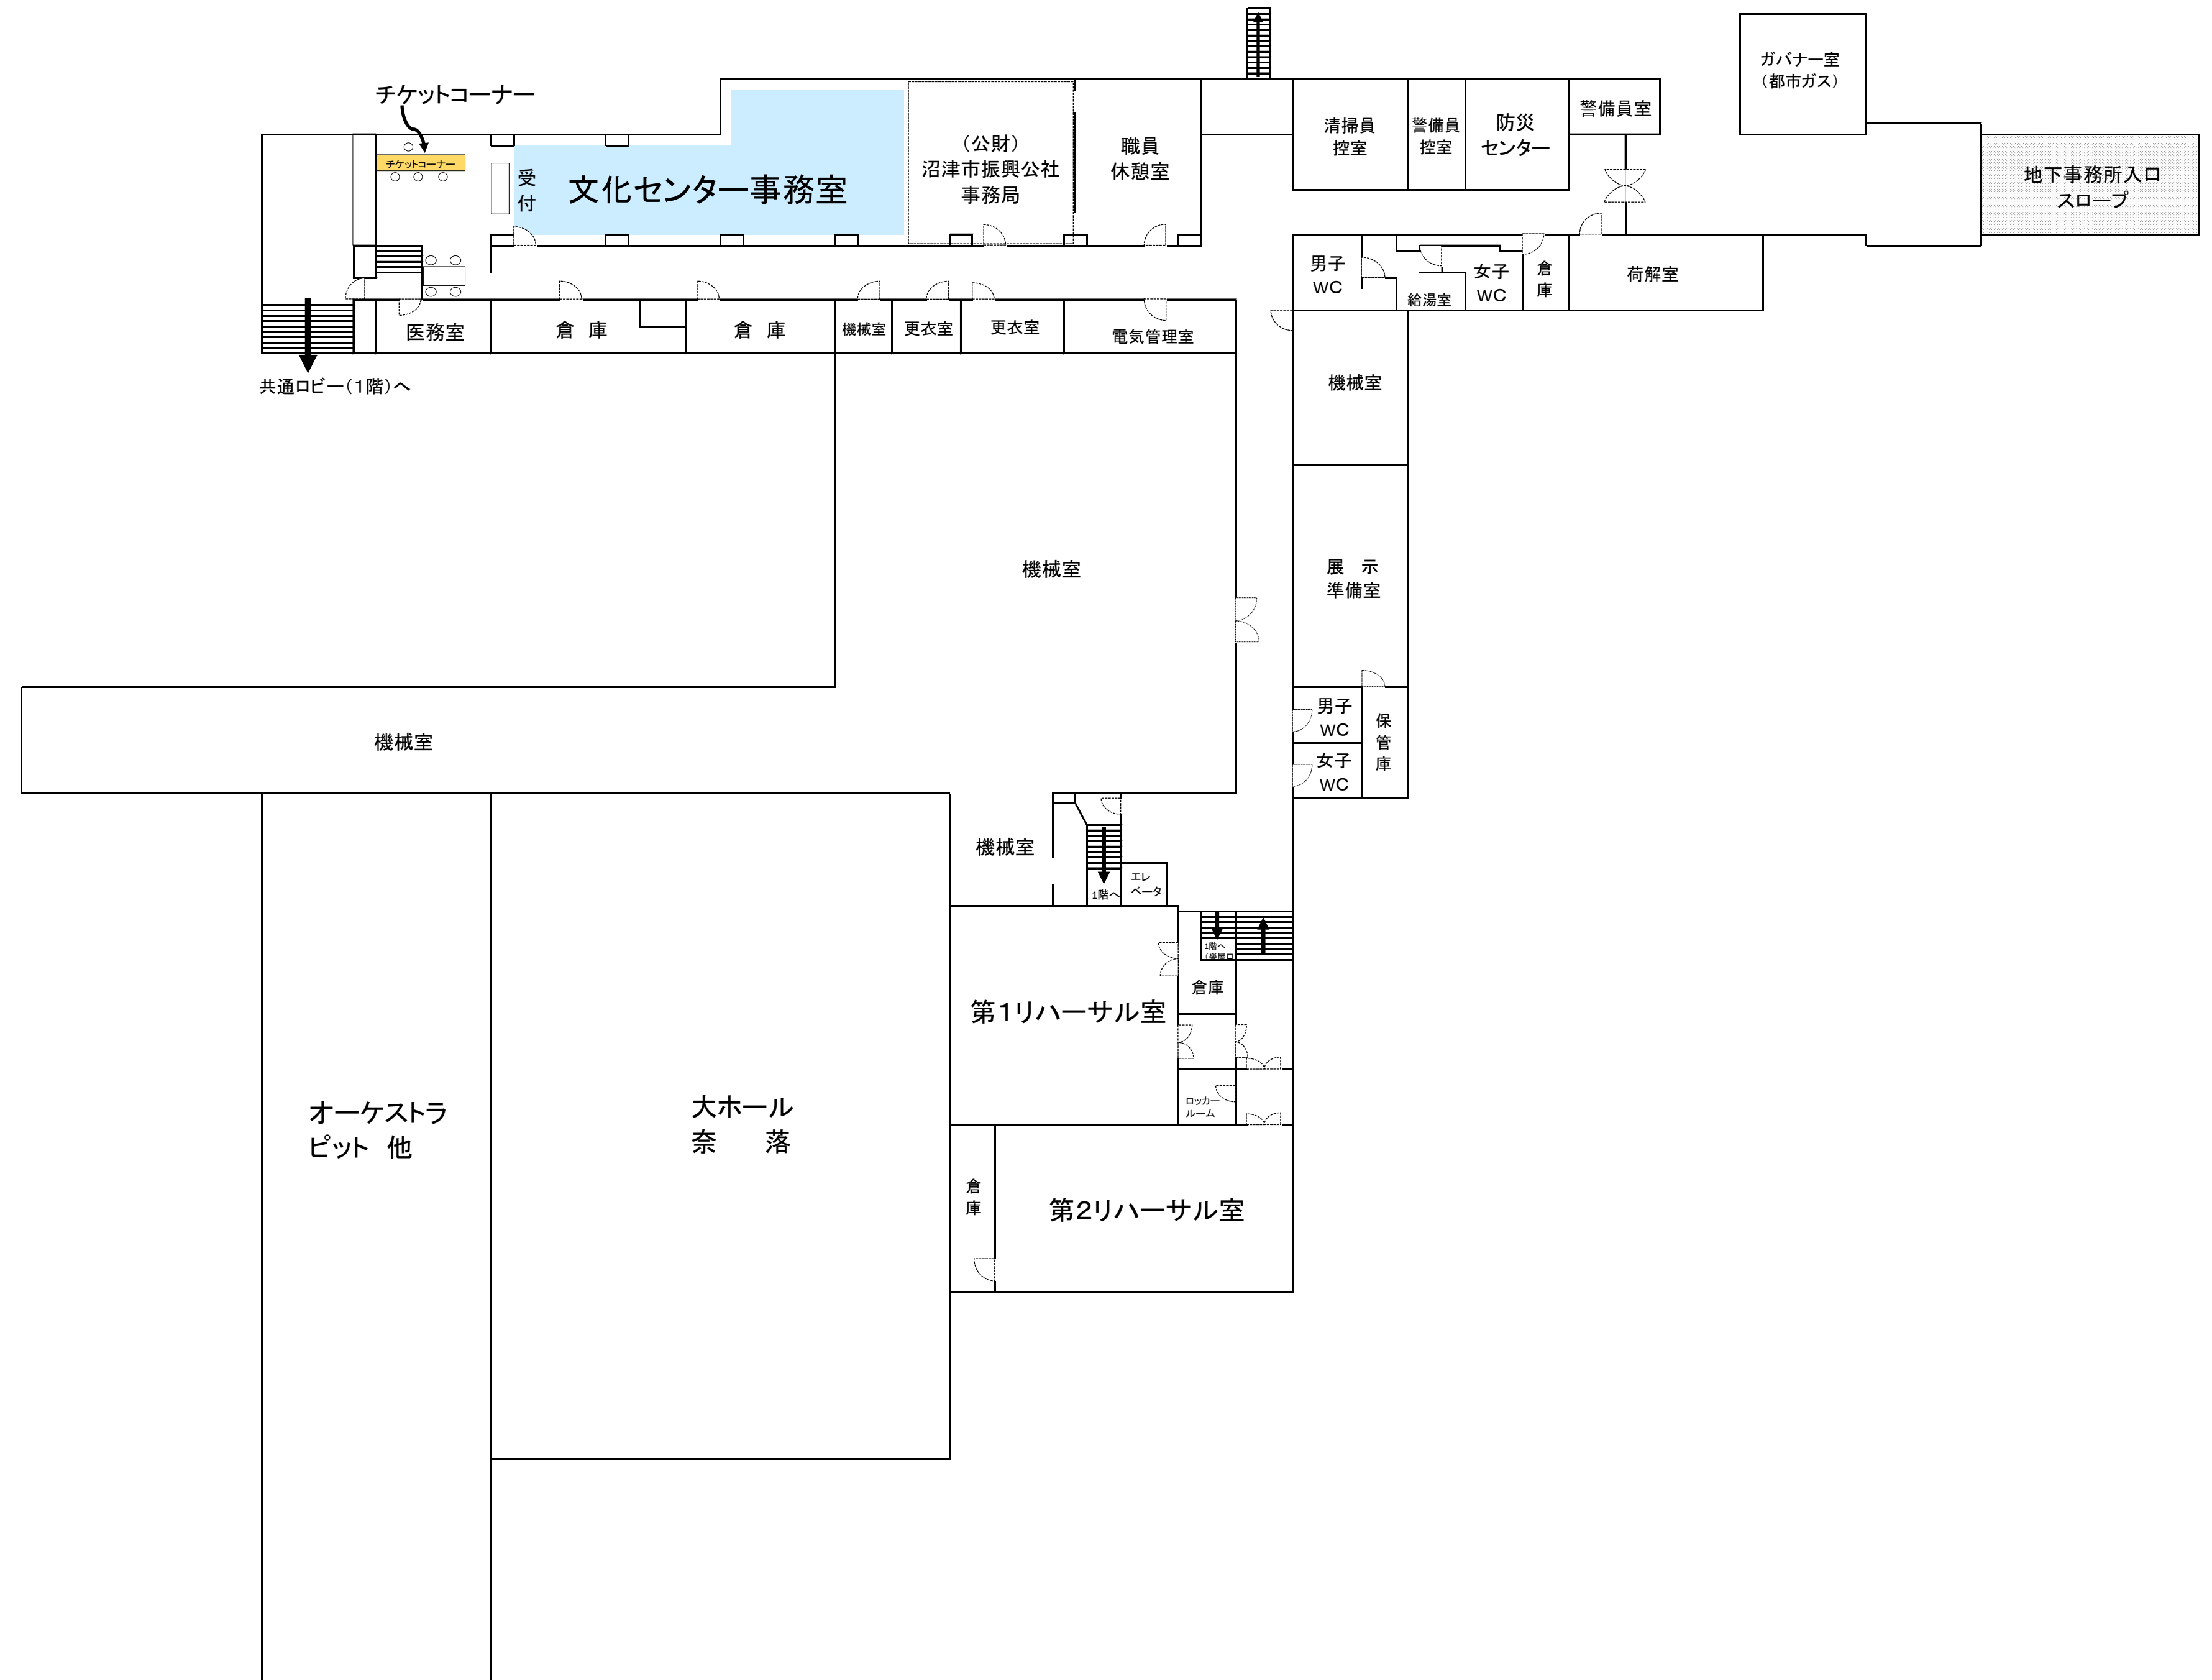 ガバナー室
（都市ガス）
チケットコーナー
チケットコーナー
受
付
文化センター事務室
（公財）
沼津市振興公社
事務局
職員
休憩室
清掃員
控室
警備員
控室
防災
センター
警備員室
地下事務所入口
スロープ
男子
WC
給湯室
女子
WC
倉
庫
荷解室
医務室
倉　庫
倉　庫
機械室
更衣室
更衣室
電気管理室
共通ロビー（１階）へ
機械室
機械室
展　示
準備室
男子
WC
女子
WC
保
管
庫
機械室
機械室
1階へ
エレ
ベータ
1階へ
（楽屋口
倉庫
第１リハーサル室
ロッカー
ルーム
オーケストラ
ピット　他
大ホール
奈　　落
倉
庫
第２リハーサル室